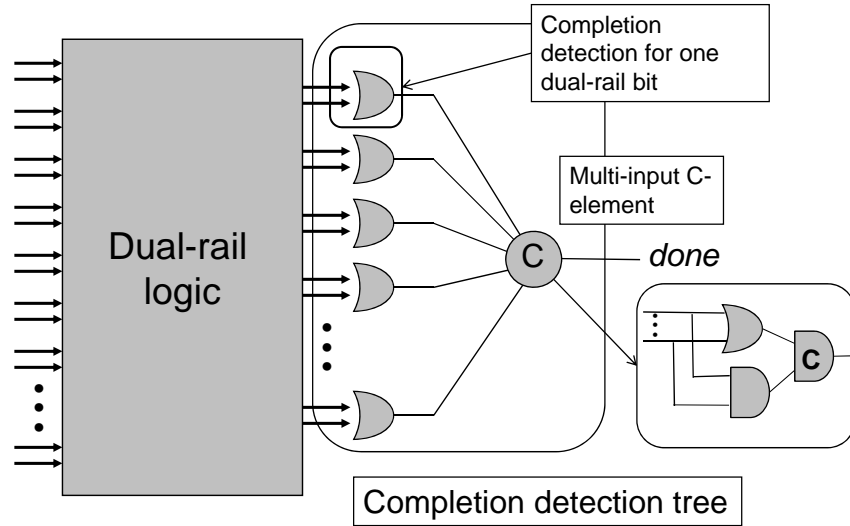 Completion
detection for one
dual-rail bit
Multi-input C-
element
Dual-rail
logic
C
done
C
Completion detection tree